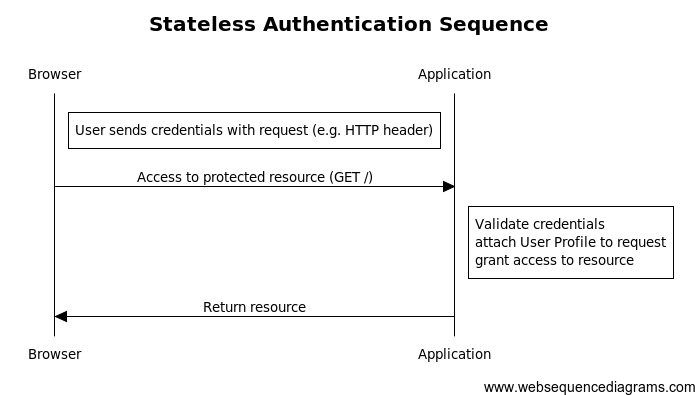 Stateless Authentication Sequence
Browser
Application
User sends credentials with request (e.g. HTTP header)
Access to protected resource (GET /)
Validate credentials
attach User Profile to request
grant access to resource
Return resource
Browser
Application
www.websequencediagrams.com